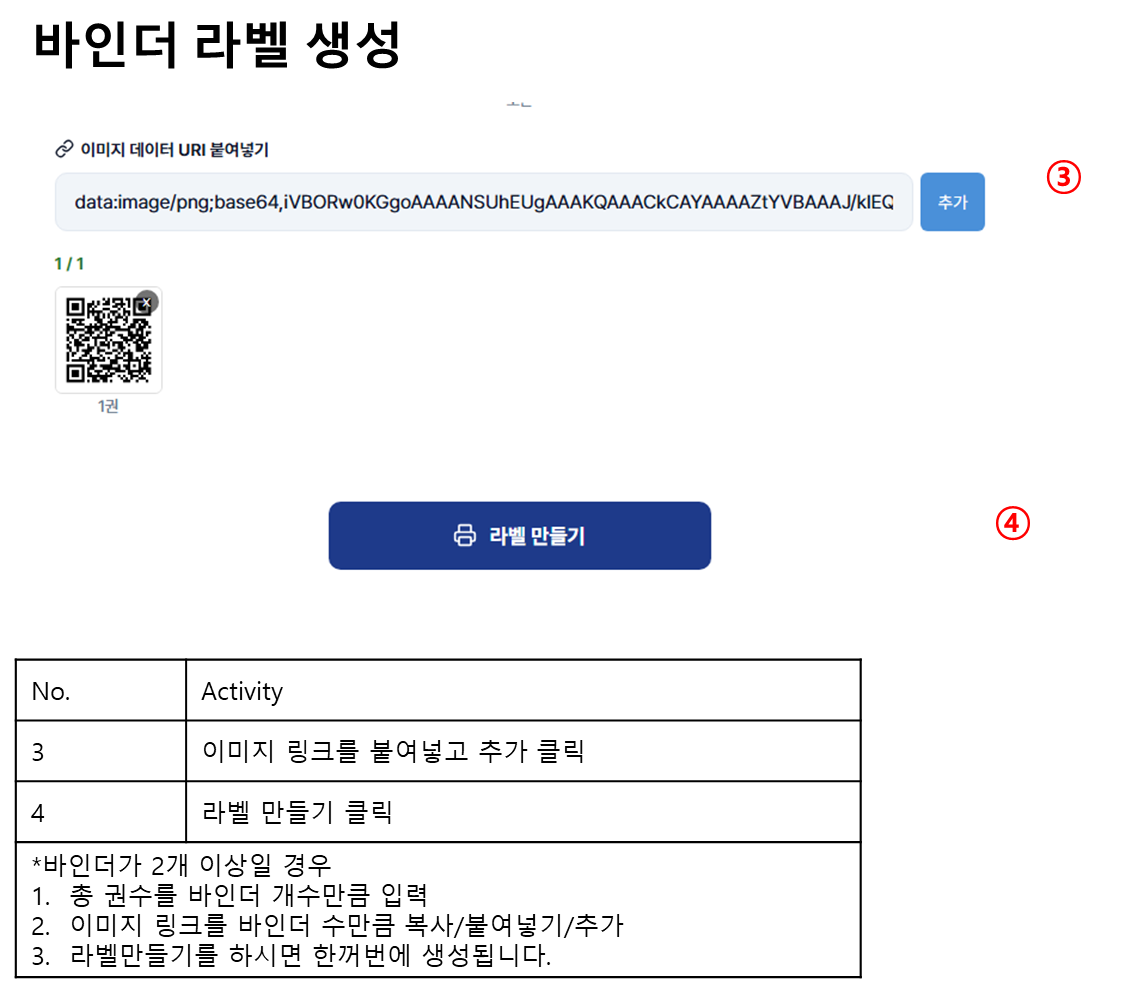 바인더 라벨 생성
이미지 데이터 URI 붙여넣기
③
data:image/png;base64,iVBORw0KGgoAAAANSUhEUgAAAKQAAACkCAYAAAAZtYVBAAAJ/klEQ
추가
1 / 1
x
1권
라벨 만들기
④
No. Activity
3 이미지 링크를 붙여넣고 추가 클릭
4 라벨 만들기 클릭
*바인더가 2개 이상일 경우
1. 총 권수를 바인더 개수만큼 입력
2. 이미지 링크를 바인더 수만큼 복사/붙여넣기/추가
3. 라벨만들기를 하시면 한꺼번에 생성됩니다.